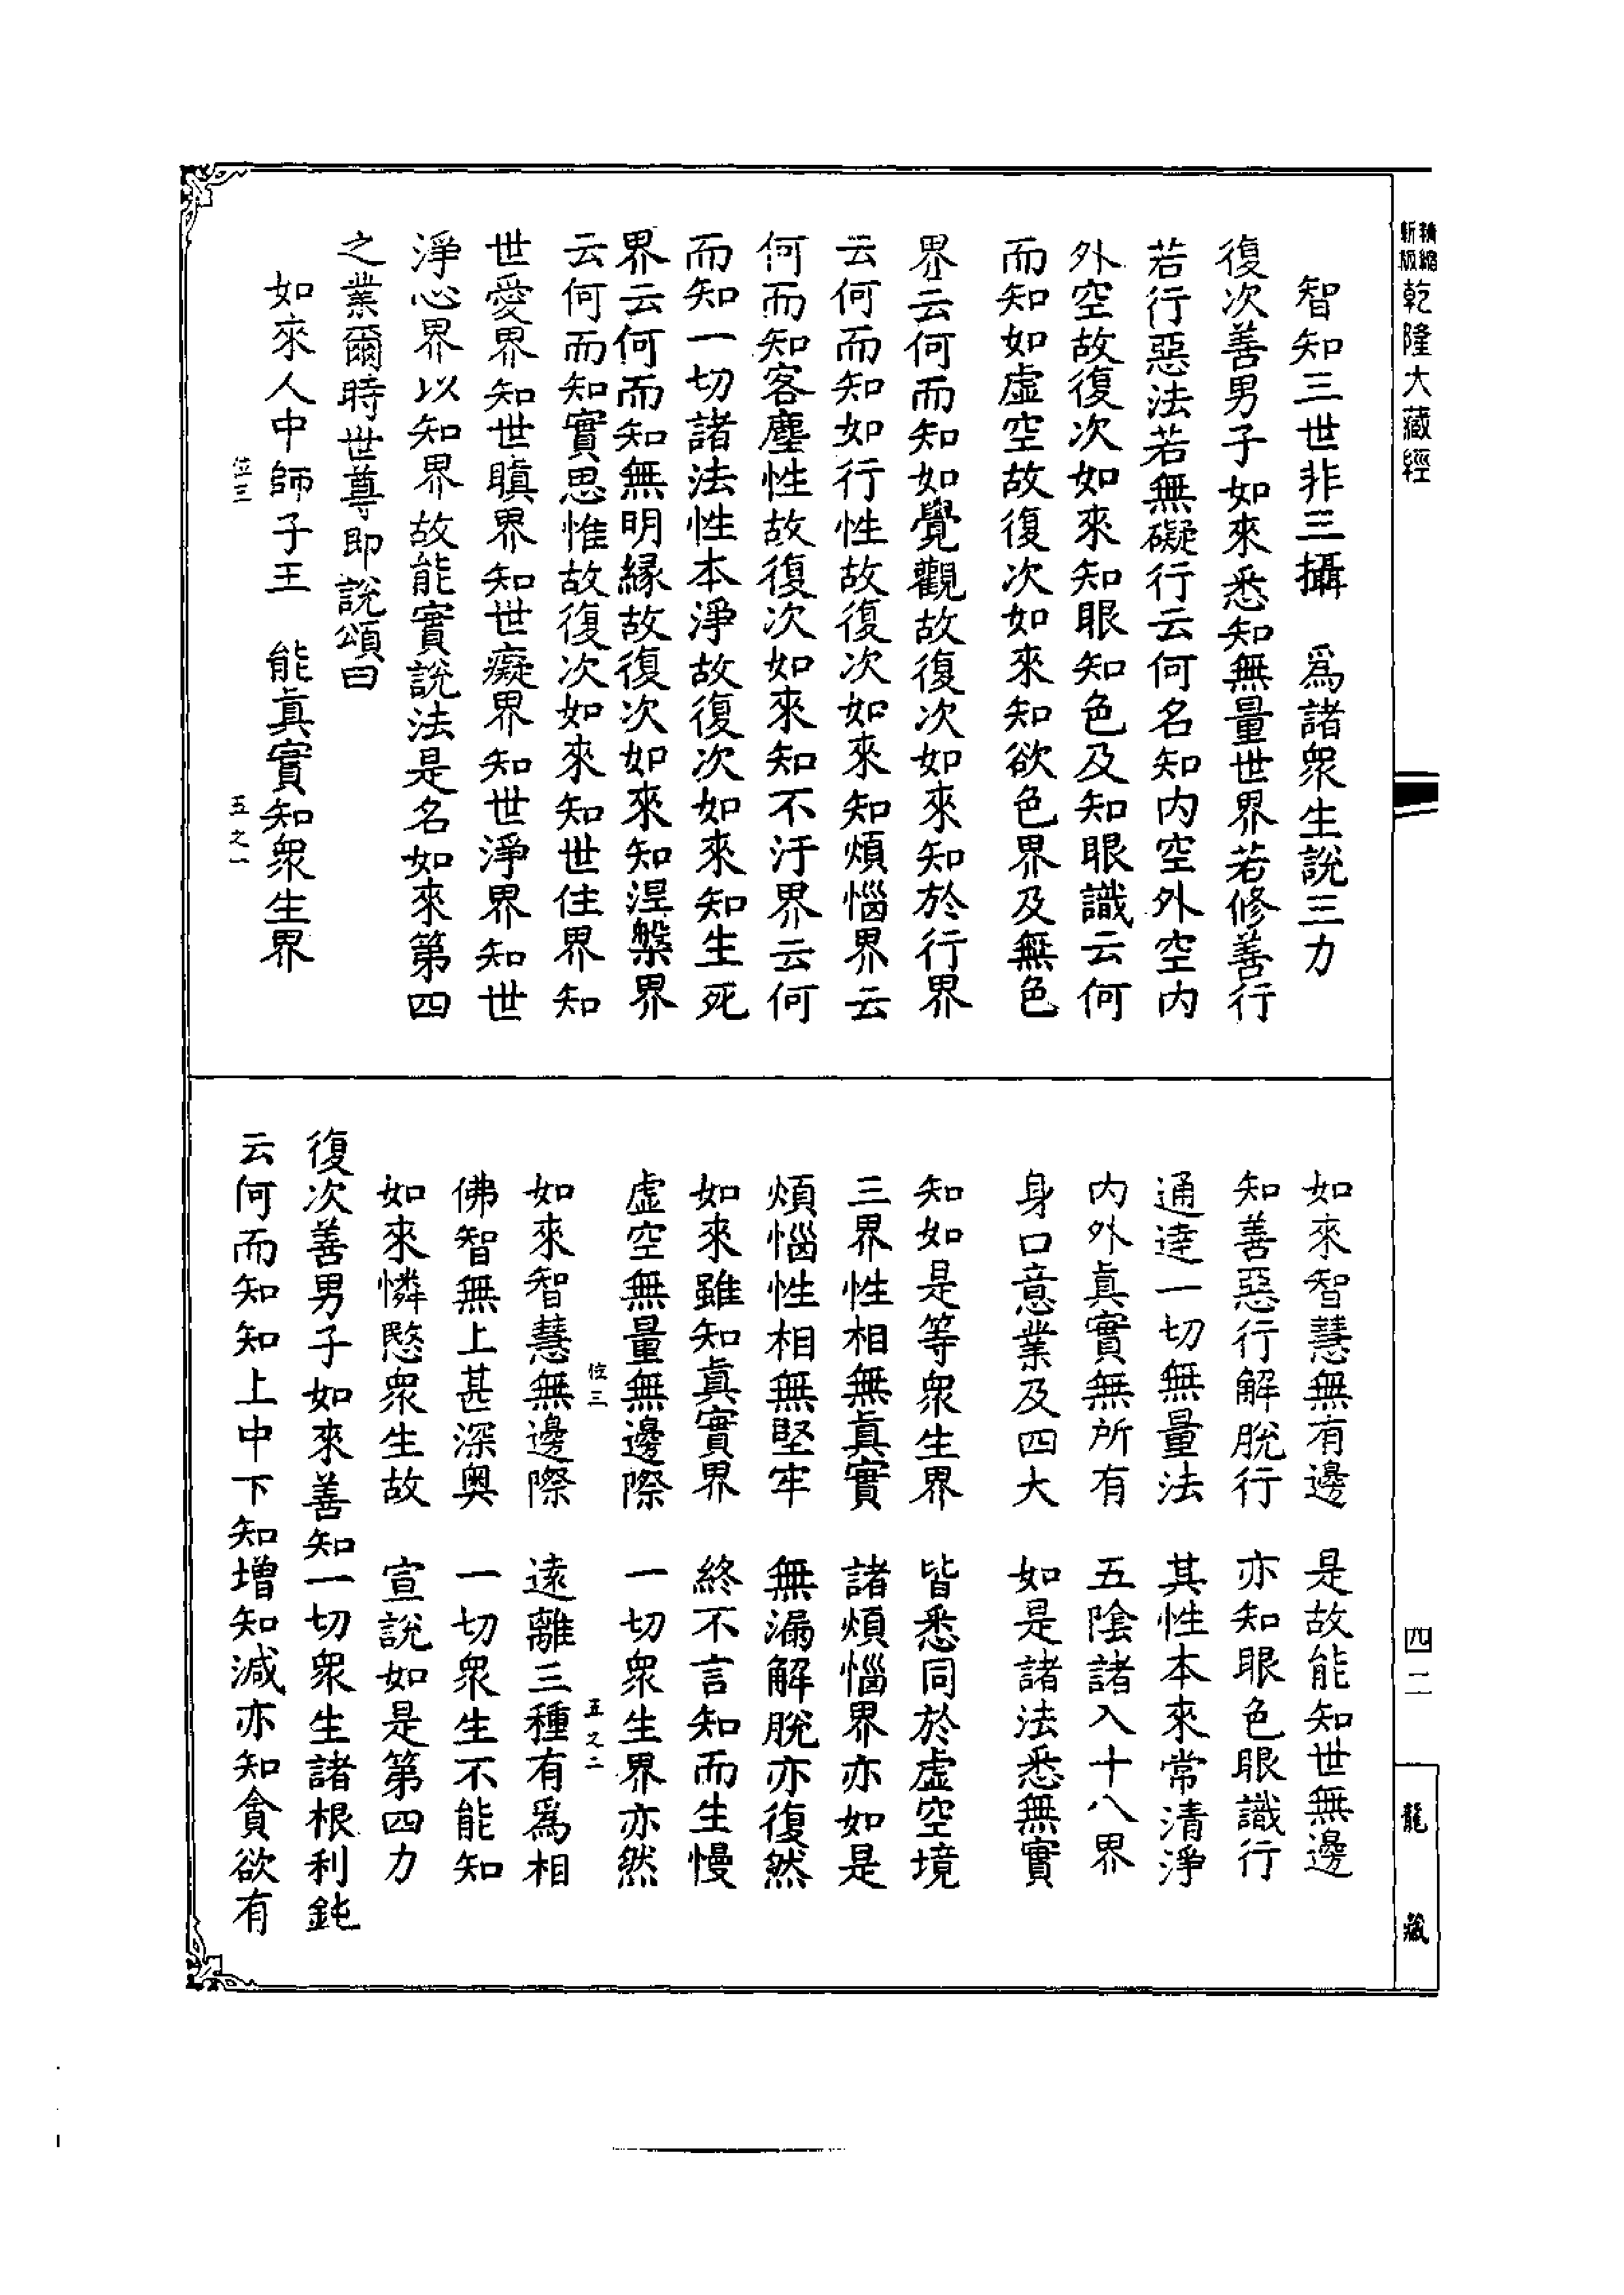 精縮新版乾隆大藏經
四二
龍藏
智知三世非三攝　爲諸衆生說三力
復次善男子如來悉知無量世界若修善行
若行惡法若無礙行云何名知内空外空内
外空故復次如來知眼知色及知眼識云何
而知如虛空故復次如來知欲色界及無色
界云何而知如覺觀故復次如來知於行界
云何而知如行性故復次如來知煩惱界云
何而知客塵性故復次如來知不汙界云何
而知一切諸法性本淨故復次如來知生死
界云何而知無明緣故復次如來知涅槃界
云何而知實思惟故復次如來知世住界知
世愛界知世瞋界知世癡界知世淨界知世
淨心界以知界故能實說法是名如來第四
之業爾時世尊即說頌曰
如來人中師子王　能眞實知衆生界
位三　五之一
如來智慧無有邊　是故能知世無邊
知善惡行解脫行　亦知眼色眼識行
通達一切無量法　其性本來常清淨
内外眞實無所有　五陰諸入十八界
身口意業及四大　如是諸法悉無實
知如是等衆生界　皆悉同於虛空境
三界性相無眞實　諸煩惱界亦如是
煩惱性相無堅牢　無漏解脫亦復然
如來雖知眞實界　終不言知而生慢
虛空無量無邊際　一切衆生界亦然
位三　五之二
如來智慧無邊際　遠離三種有爲相
佛智無上甚深奥　一切衆生不能知
如來憐愍衆生故　宣說如是第四力
復次善男子如來善知一切衆生諸根利鈍
云何而知知上中下知增知減亦知貪欲有